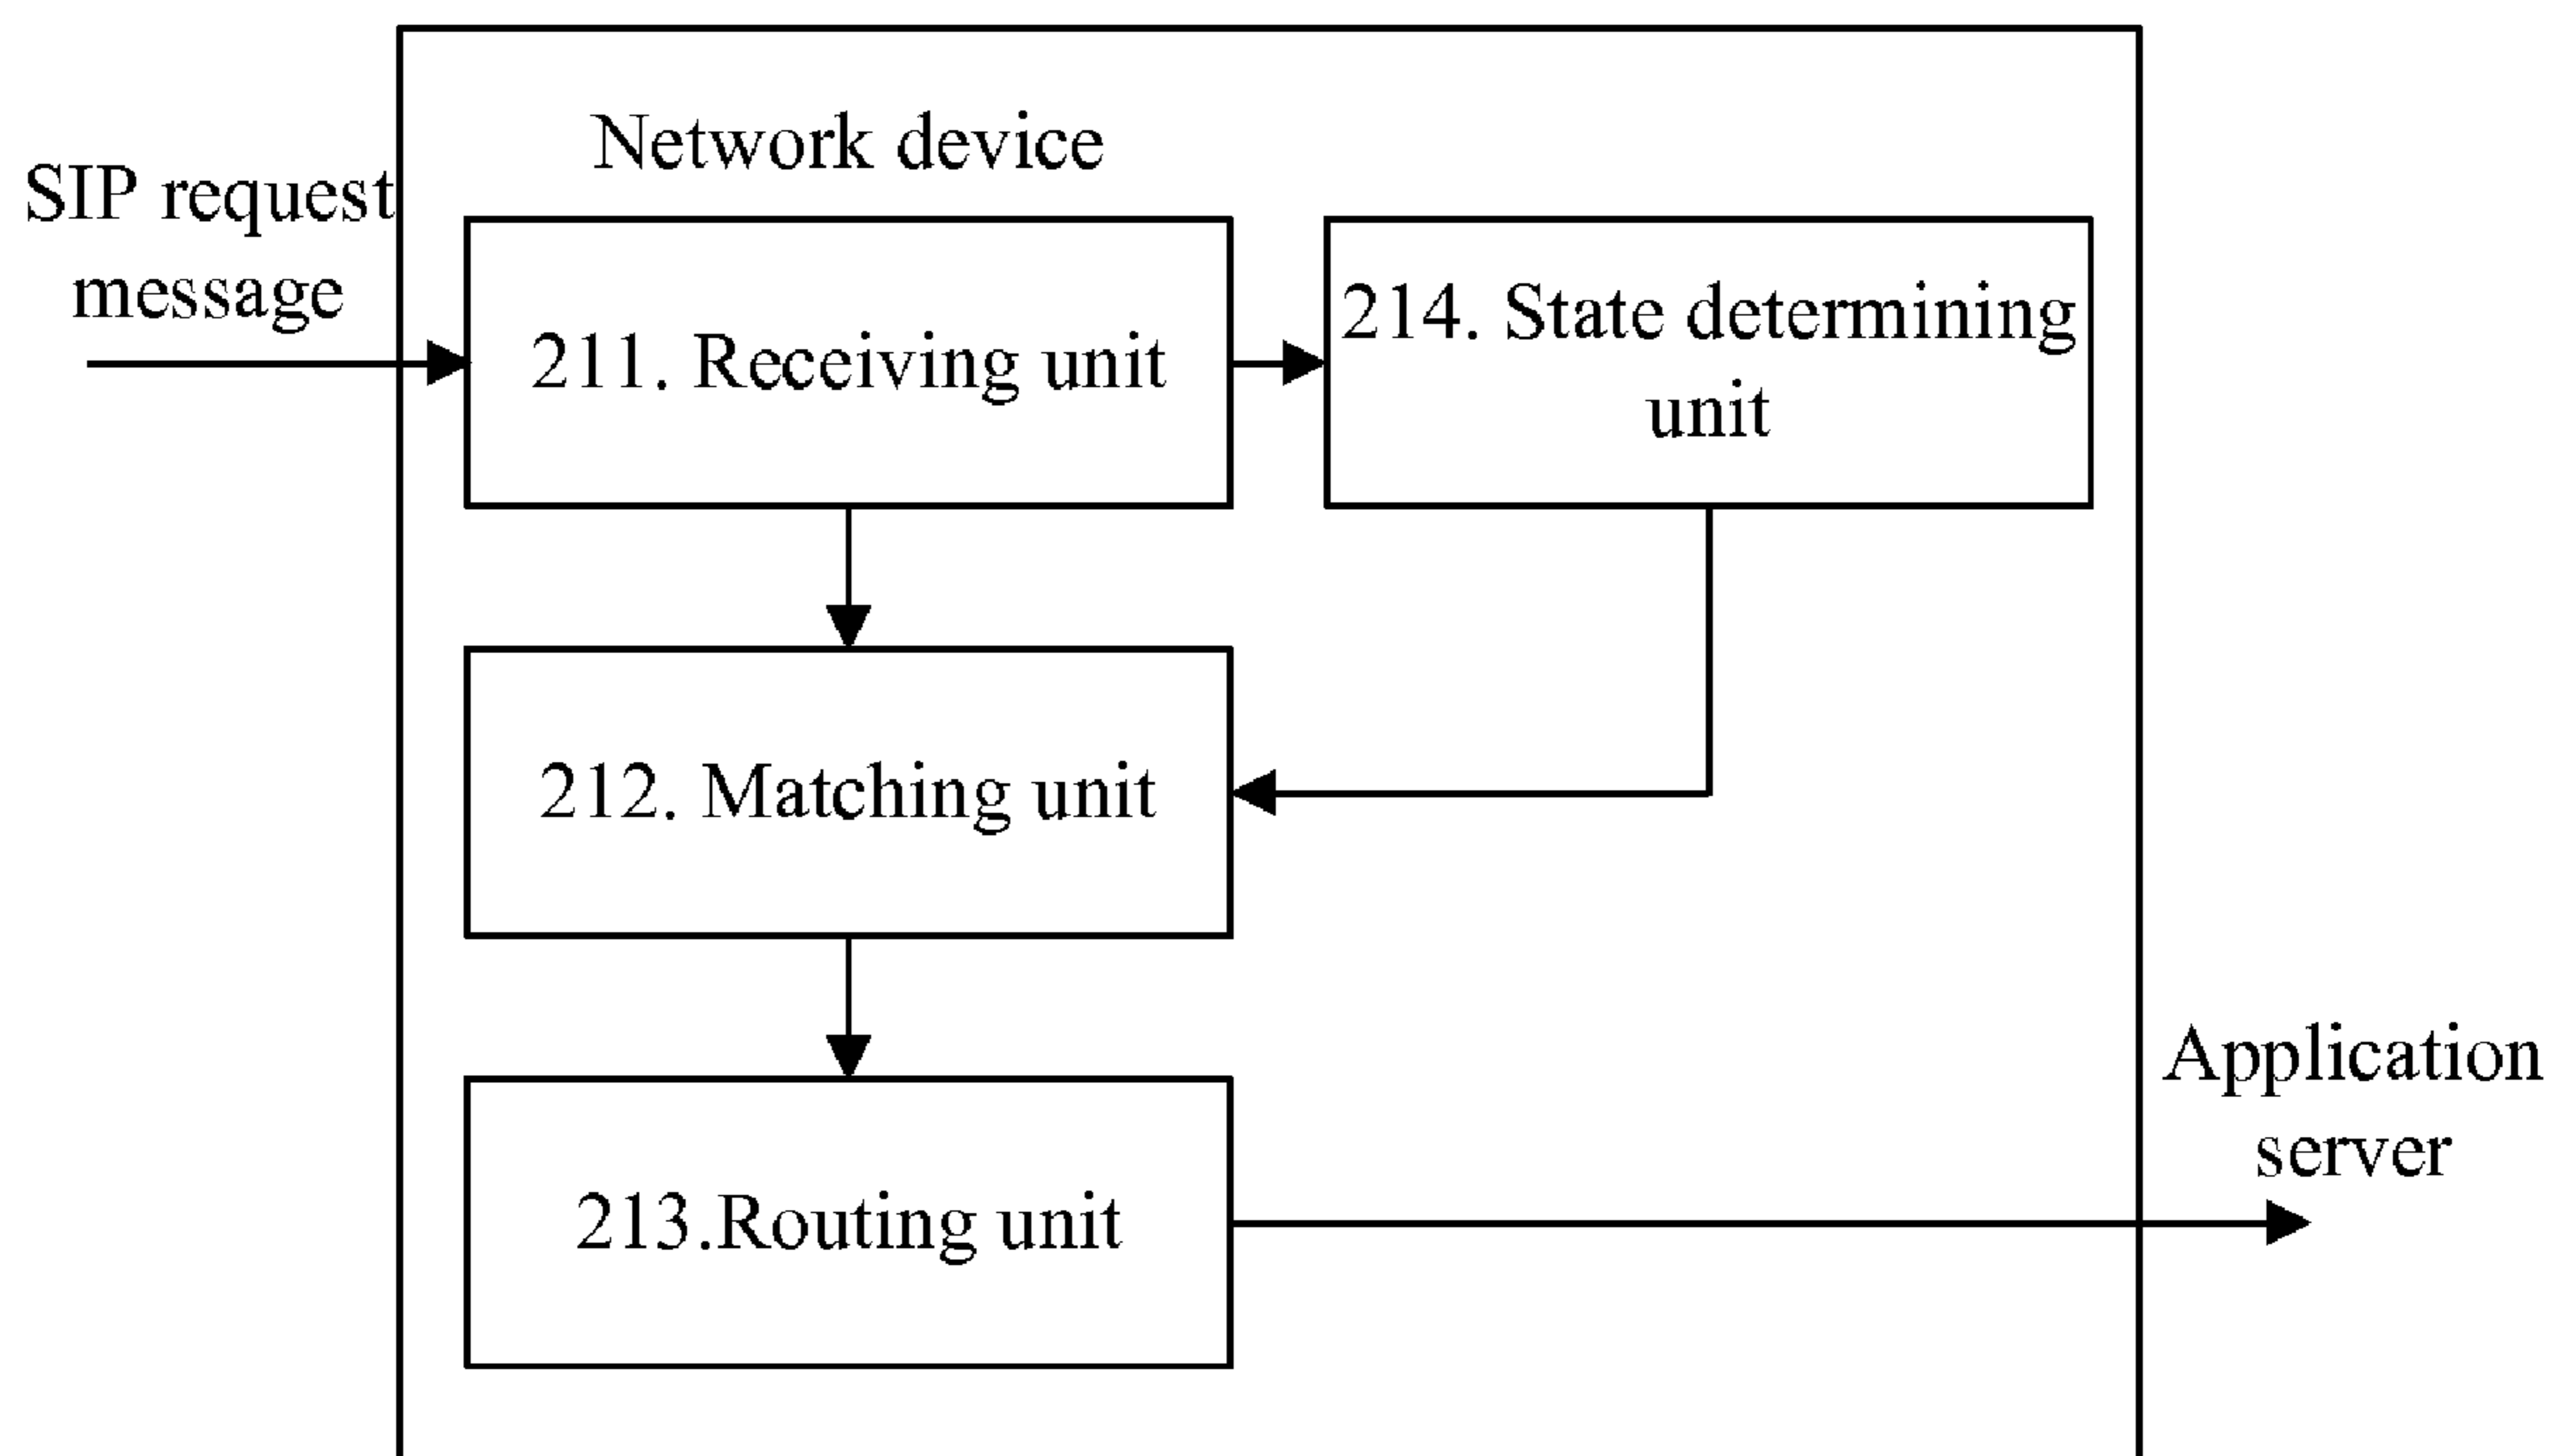 Network device
SIP request
message
211. Receiving unit
214. State determining
unit
212. Matching unit
213.Routing unit
Application
server